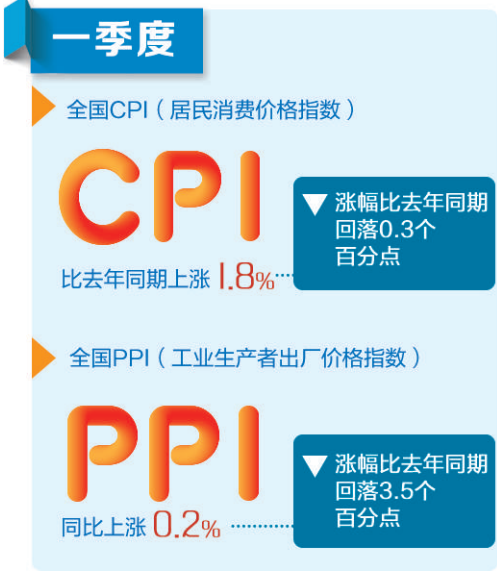 一季度
全国CPI（居民消费价格指数）
CPI
涨幅比去年同期
回落0.3个
百分点
比去年同期上涨1.8%
全国PPI（工业生产者出厂价格指数）
PPI
涨幅比去年同期
回落3.5个
百分点
同比上涨0.2%